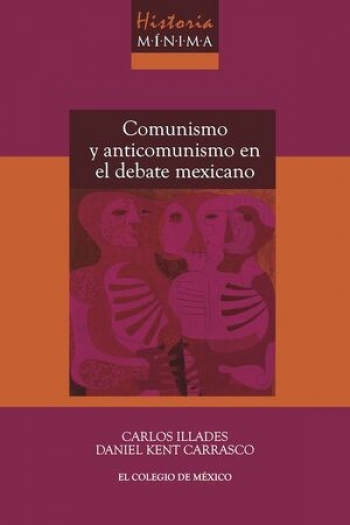 Historia
M·Í·N·I·M·A
Comunismo
y anticomunismo en
el debate mexicano
CARLOS ILLADES
DANIEL KENT CARRASCO
EL COLEGIO DE MÉXICO